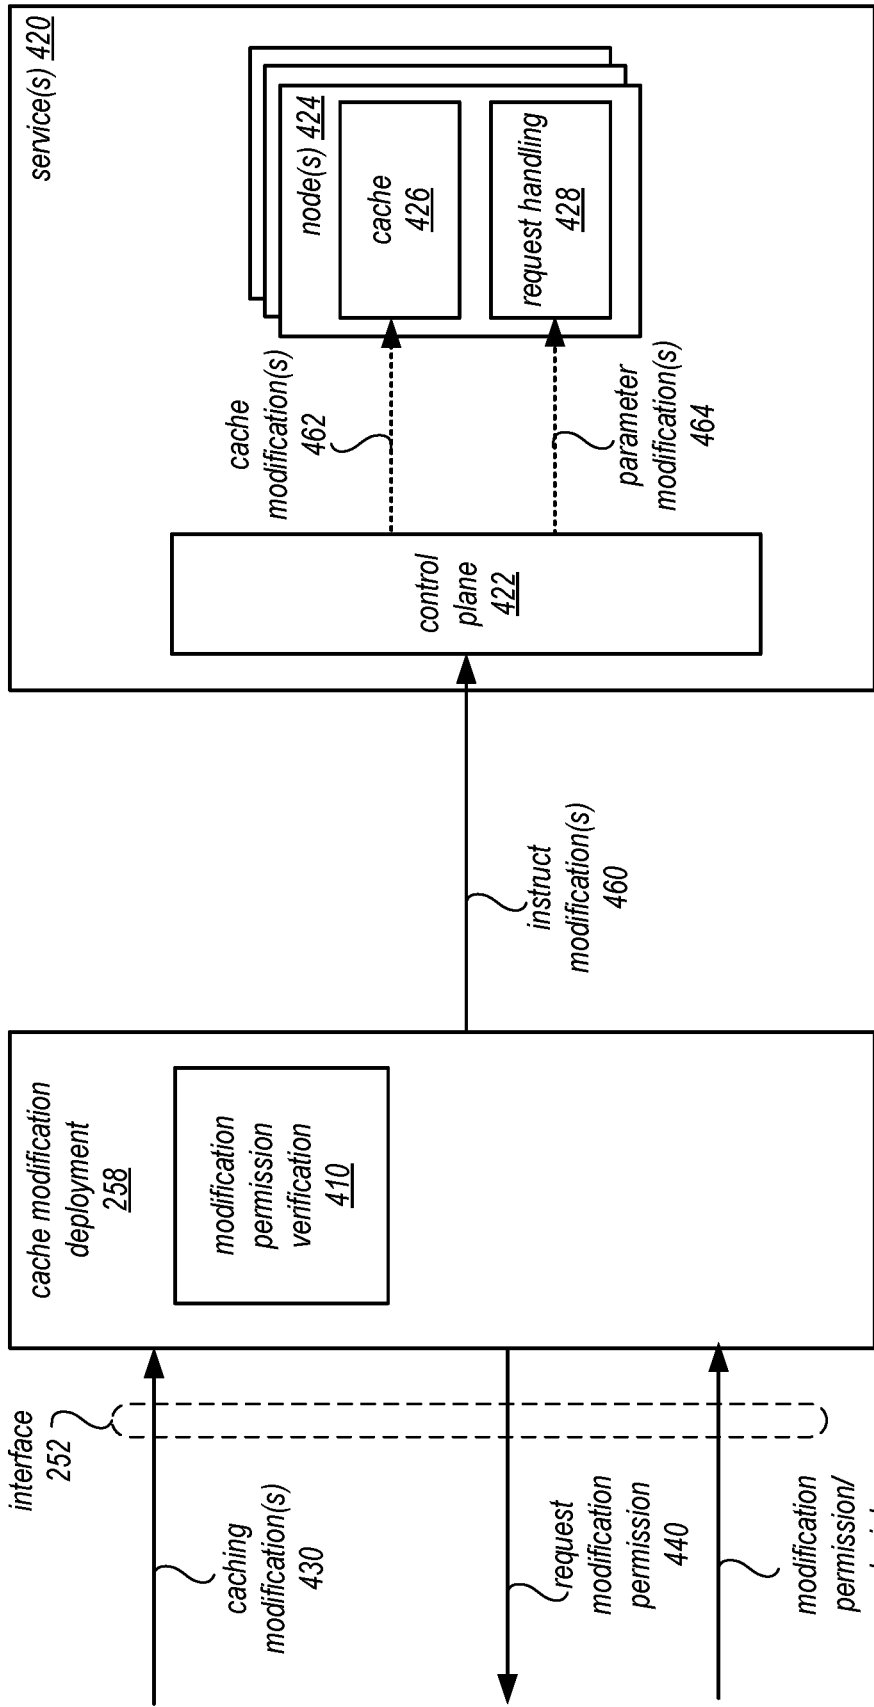 interface
252
caching
modification(s)
430
request
modification
permission
440
modification
permission/
cache modification
deployment
258
modification
permission
verification
410
instruct
modification(s)
460
service(s) 420
control
plane
422
cache
modification(s)
462
parameter
modification(s)
464
node(s) 424
cache
426
request handling
428